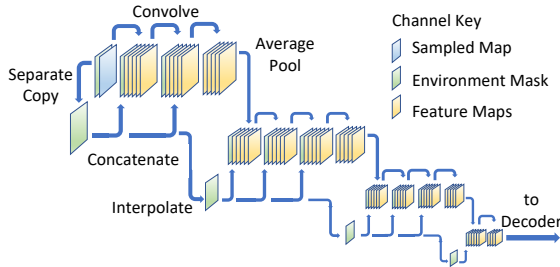 Convolve
Channel Key
Sampled Map
Environment Mask
Feature Maps
Average
Pool
Separate
Copy
Concatenate
Interpolate
to
Decoder